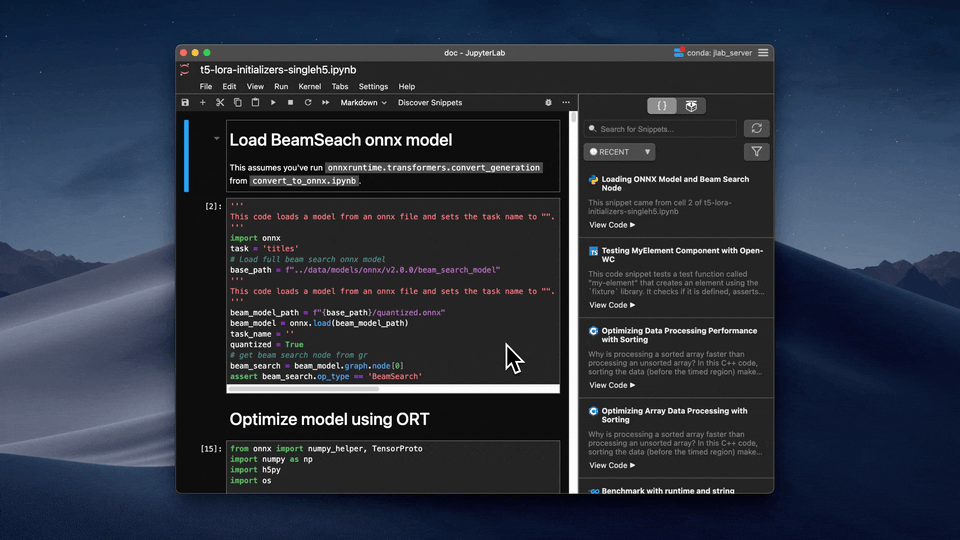 doc - JupyterLab
conda: jlab_server
t5-lora-initializers-singleh5.ipynb
File Edit View Run Kernel Tabs Settings Help
Markdown Discover Snippets
Load BeamSeach onnx model
This assumes you've run onnxruntime.transformers.convert_generation
from convert_to_onnx.ipynb.
[2]:
'''
This code loads a model from an onnx file and sets the task name to "".
'''
import onnx
task = 'titles'
# Load full beam search onnx model
base_path = f"../data/models/onnx/v2.0.0/beam_search_model"
'''
This code loads a model from an onnx file and sets the task name to "".
'''
beam_model_path = f"{base_path}/quantized.onnx"
beam_model = onnx.load(beam_model_path)
task_name = ''
quantized = True
# get beam search node from gr
beam_search = beam_model.graph.node[0]
assert beam_search.op_type == 'BeamSearch'
Optimize model using ORT
[15]:
from onnx import numpy_helper, TensorProto
import numpy as np
import h5py
import os
{ }
Search for Snippets...
RECENT
Loading ONNX Model and Beam Search
Node
This snippet came from cell 2 of t5-lora-
initializers-singleh5.ipynb
View Code
TS
Testing MyElement Component with Open-
WC
This code snippet tests a test function called
"my-element" that creates an element using the
`fixture` library. It checks if it is defined, asserts...
View Code
Optimizing Data Processing Performance
with Sorting
Why is processing a sorted array faster than
processing an unsorted array? In this C++ code,
sorting the data (before the timed region) make...
View Code
Optimizing Array Data Processing with
Sorting
Why is processing a sorted array faster than
processing an unsorted array? In this C++ code,
sorting the data (before the timed region) make...
View Code
Benchmark with runtime and string